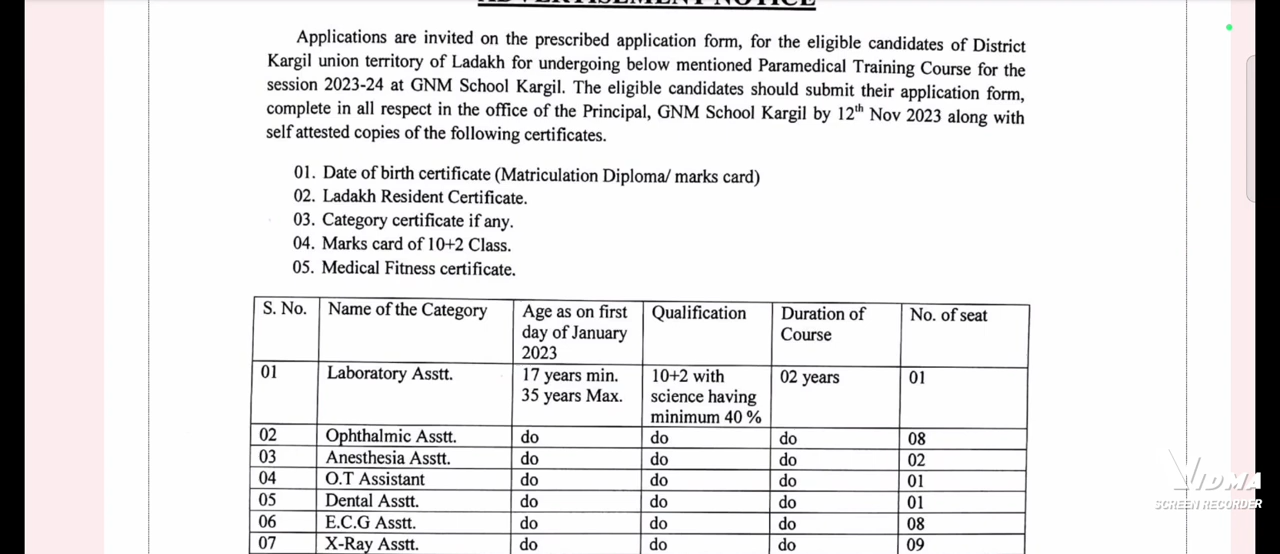 ADVERTISEMENT NOTICE
Applications are invited on the prescribed application form, for the eligible candidates of District
Kargil union territory of Ladakh for undergoing below mentioned Paramedical Training Course for the
session 2023-24 at GNM School Kargil. The eligible candidates should submit their application form,
complete in all respect in the office of the Principal, GNM School Kargil by 12th Nov 2023 along with
self attested copies of the following certificates.
01. Date of birth certificate (Matriculation Diploma/ marks card)
02. Ladakh Resident Certificate.
03. Category certificate if any.
04. Marks card of 10+2 Class.
05. Medical Fitness certificate.
S. No. Name of the Category Age as on first day of January 2023 Qualification Duration of Course No. of seat
01 Laboratory Asstt. 17 years min. 35 years Max. 10+2 with science having minimum 40 % 02 years 01
02 Ophthalmic Asstt. do do do 08
03 Anesthesia Asstt. do do do 02
04 O.T Assistant do do do 01
05 Dental Asstt. do do do 01
06 E.C.G Asstt. do do do 08
07 X-Ray Asstt. do do do 09
VIDMA
SCREEN RECORDER